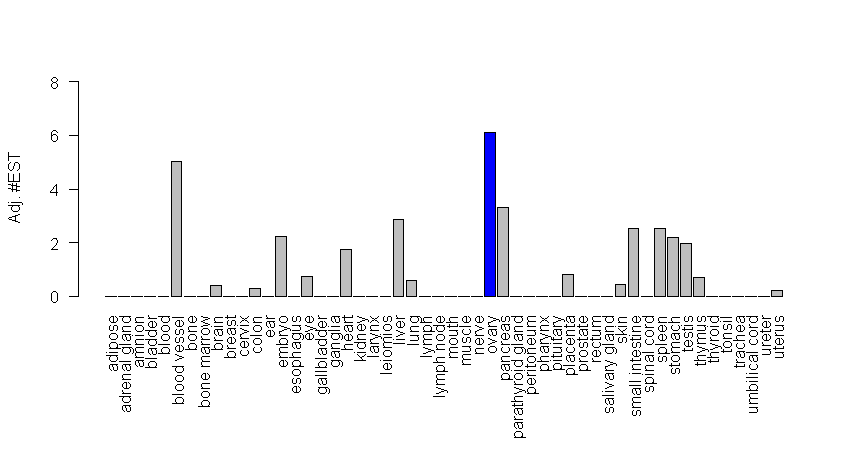 8
6
4
2
0
Adj. #EST
adipose
adrenal gland
amnion
bladder
blood
blood vessel
bone
bone marrow
brain
breast
cervix
colon
ear
embryo
esophagus
eye
gallbladder
ganglia
heart
kidney
larynx
leiomios
liver
lung
lymph
lymph node
mouth
muscle
nerve
ovary
pancreas
parathyroid gland
peritoneum
pharynx
pituitary
placenta
prostate
rectum
salivary gland
skin
small intestine
spinal cord
spleen
stomach
testis
thymus
thyroid
tonsil
trachea
umbilical cord
ureter
uterus